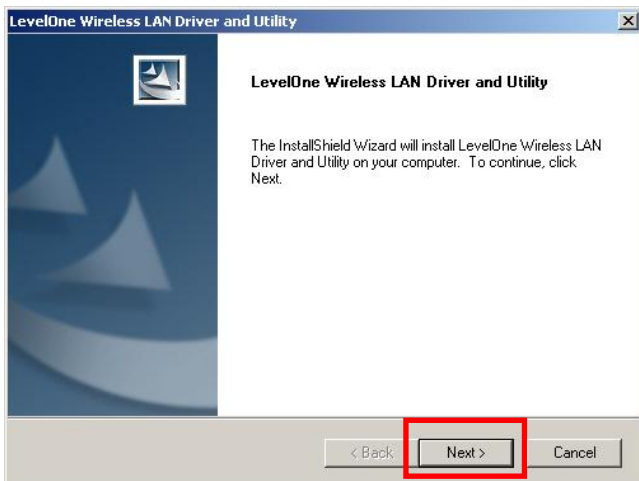 LevelOne Wireless LAN Driver and Utility
LevelOne Wireless LAN Driver and Utility
The InstallShield Wizard will install LevelOne Wireless LAN
Driver and Utility on your computer.  To continue, click
Next.
< Back
Next >
Cancel